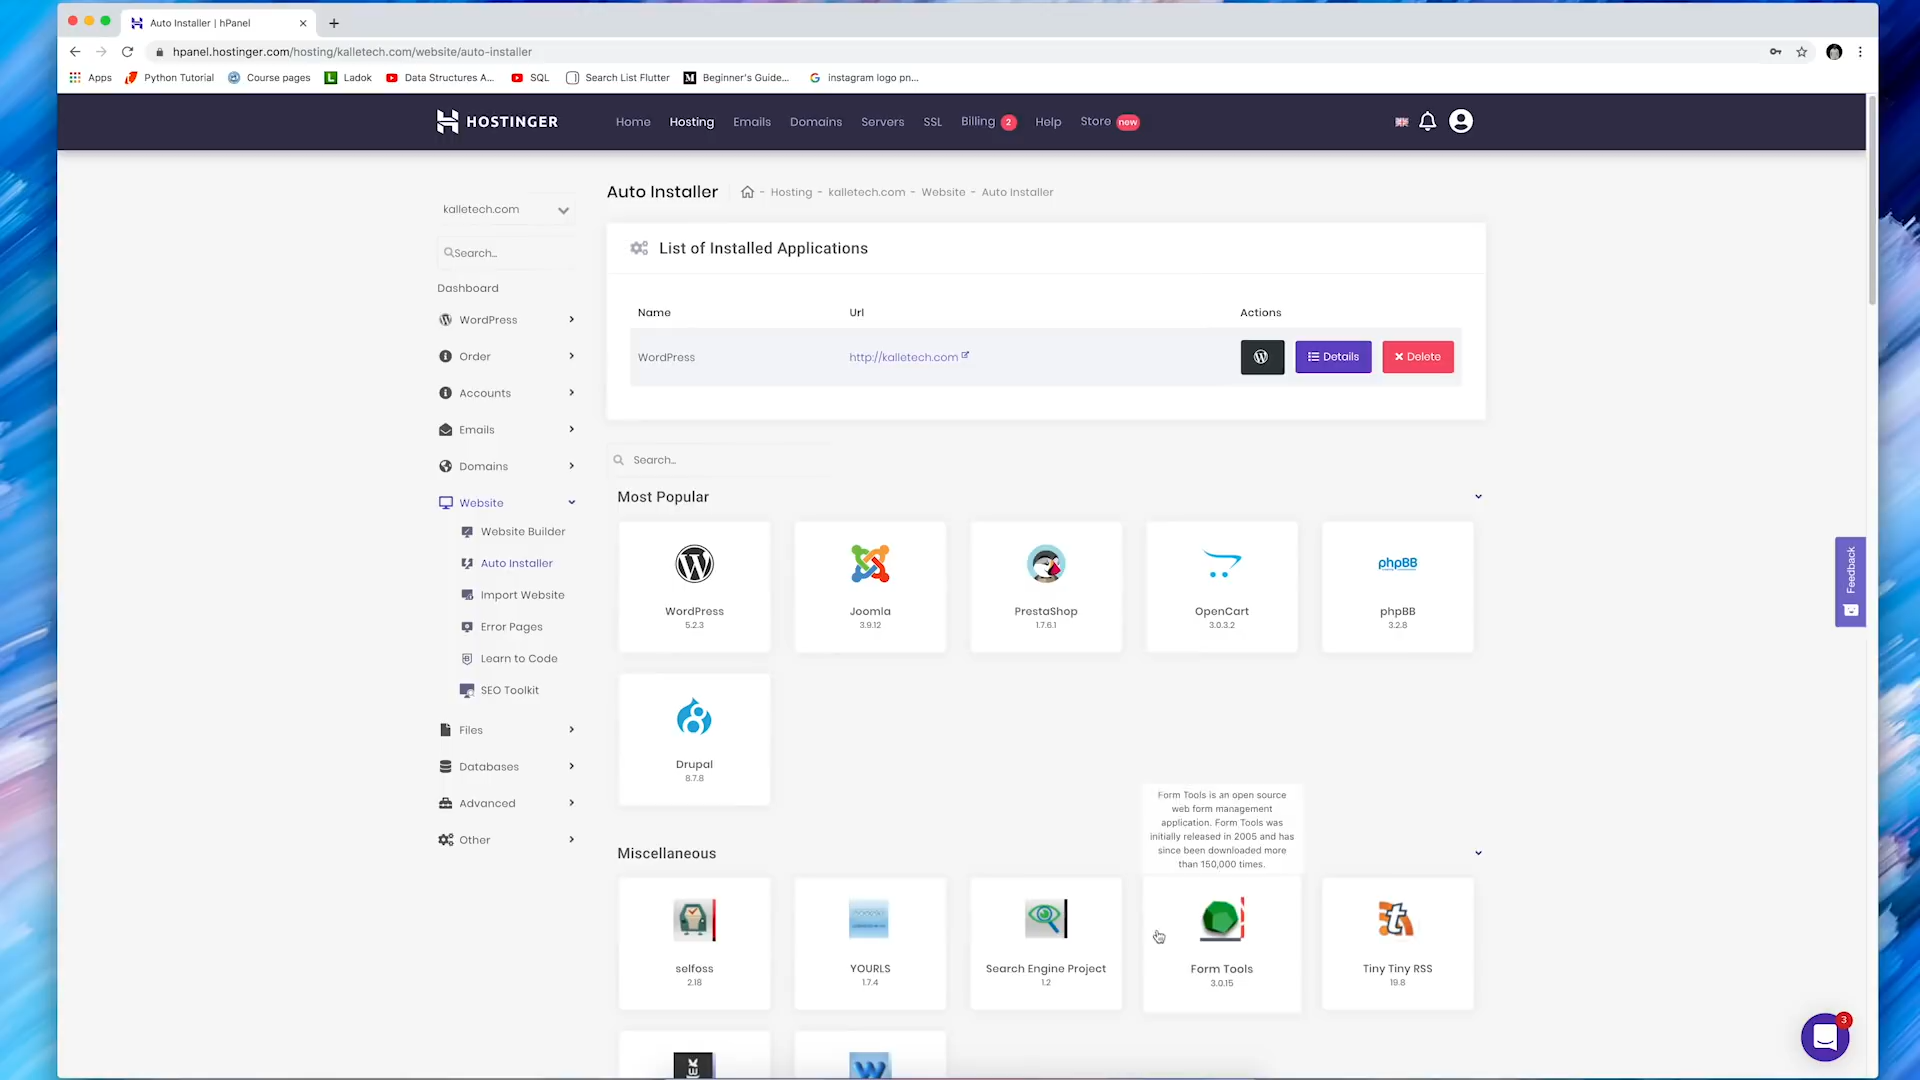 Auto Installer | hPanel
hpanel.hostinger.com/hosting/kalletech.com/website/auto-installer
Apps
Python Tutorial
Course pages
L
Ladok
Data Structures A...
SQL
Search List Flutter
M
Beginner's Guide...
G
instagram logo pn...
HOSTINGER
Home
Hosting
Emails
Domains
Servers
SSL
Billing 2
Help
Store new
kalletech.com
Search...
Dashboard
WordPress
Order
Accounts
Emails
Domains
Website
Website Builder
Auto Installer
Import Website
Error Pages
Learn to Code
SEO Toolkit
Files
Databases
Advanced
Other
Auto Installer
- Hosting - kalletech.com - Website - Auto Installer
List of Installed Applications
Name Url Actions
WordPress http://kalletech.com Details Delete
Search...
Most Popular
WordPress
5.2.3
Joomla
3.9.12
PrestaShop
1.7.6.1
OpenCart
3.0.3.2
phpBB
phpBB
3.2.8
Drupal
8.7.8
Form Tools is an open source
web form management
application. Form Tools was
initially released in 2005 and has
since been downloaded more
than 150,000 times.
Miscellaneous
selfoss
2.18
YOURLS
1.7.4
Search Engine Project
1.2
Form Tools
3.0.15
Tiny Tiny RSS
19.8
Feedback
3